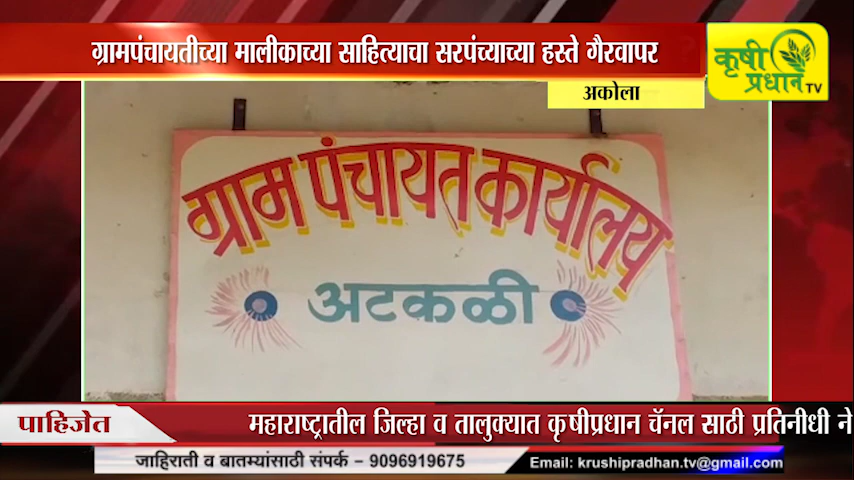 ग्रामपंचायतीच्या मालीकाच्या साहित्याचा सरपंच्याच्या हस्ते गैरवापर
कृषी
प्रधान TV
अकोला
ग्राम पंचायत कार्यालय
अटकळी
पाहिजेत
महाराष्ट्रातील जिल्हा व तालुक्यात कृषीप्रधान चॅनल साठी प्रतिनीधी ने
जाहिराती व बातम्यांसाठी संपर्क - 9096919675
Email: krushipradhan.tv@gmail.com